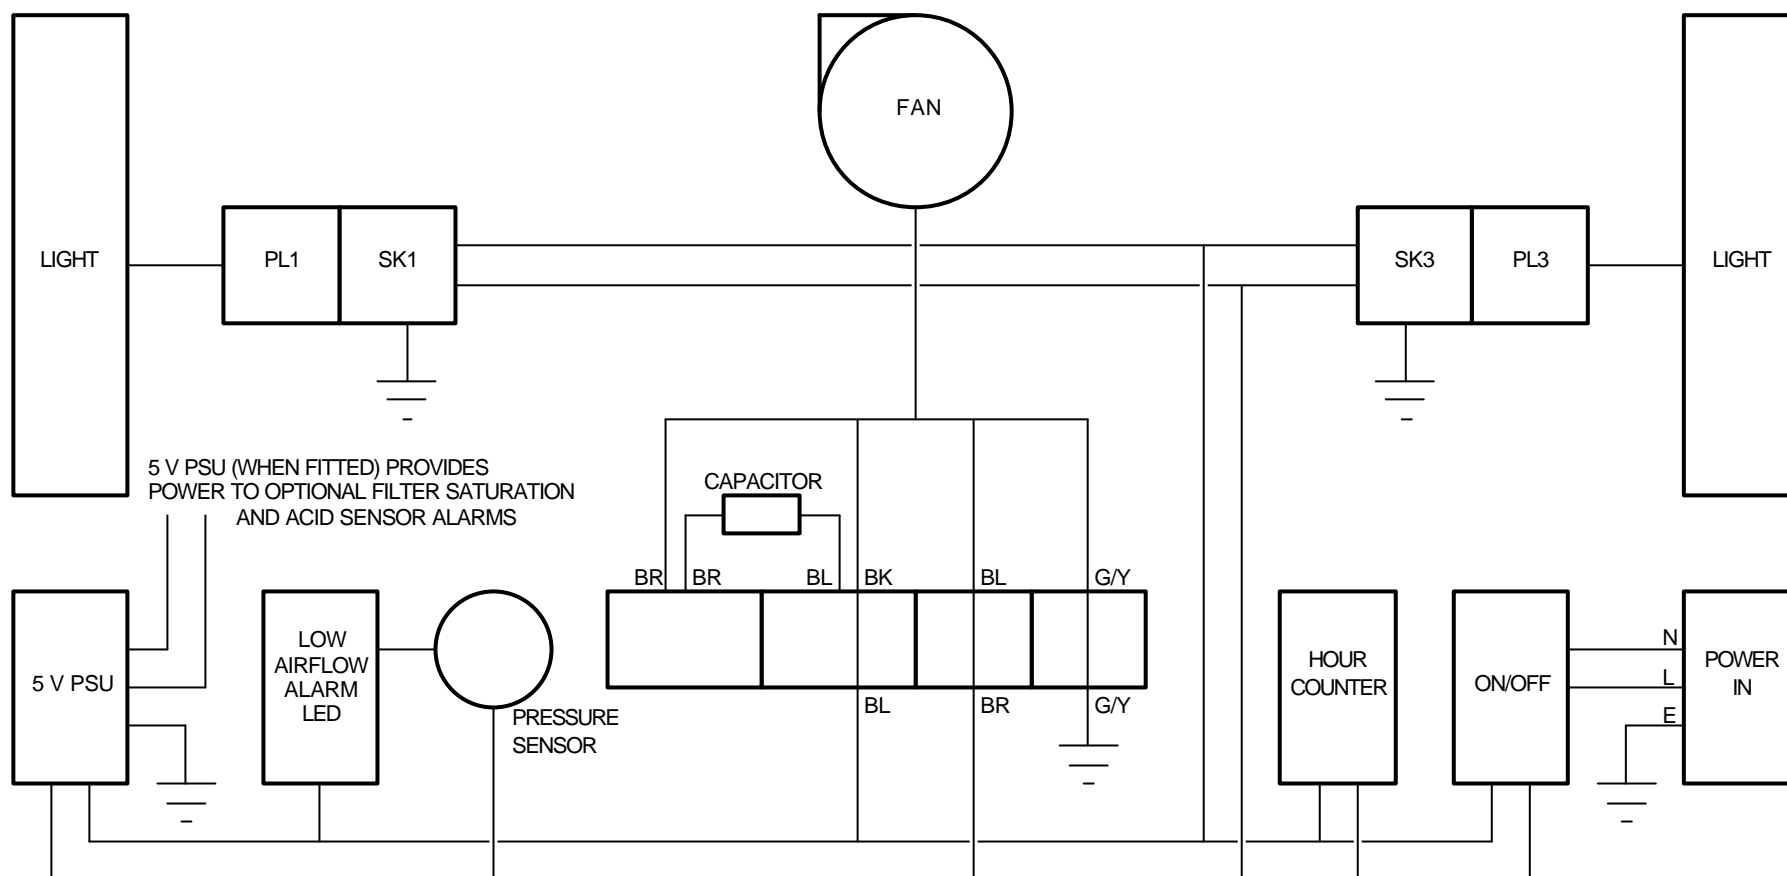 FAN
LIGHT
PL1
SK1
SK3
PL3
LIGHT
5 V PSU (WHEN FITTED) PROVIDES
POWER TO OPTIONAL FILTER SATURATION
AND ACID SENSOR ALARMS
CAPACITOR
BR
BR
BL
BK
BL
G/Y
5 V PSU
LOW
AIRFLOW
ALARM
LED
PRESSURE
SENSOR
BL
BR
G/Y
HOUR
COUNTER
ON/OFF
N
L
E
POWER
IN